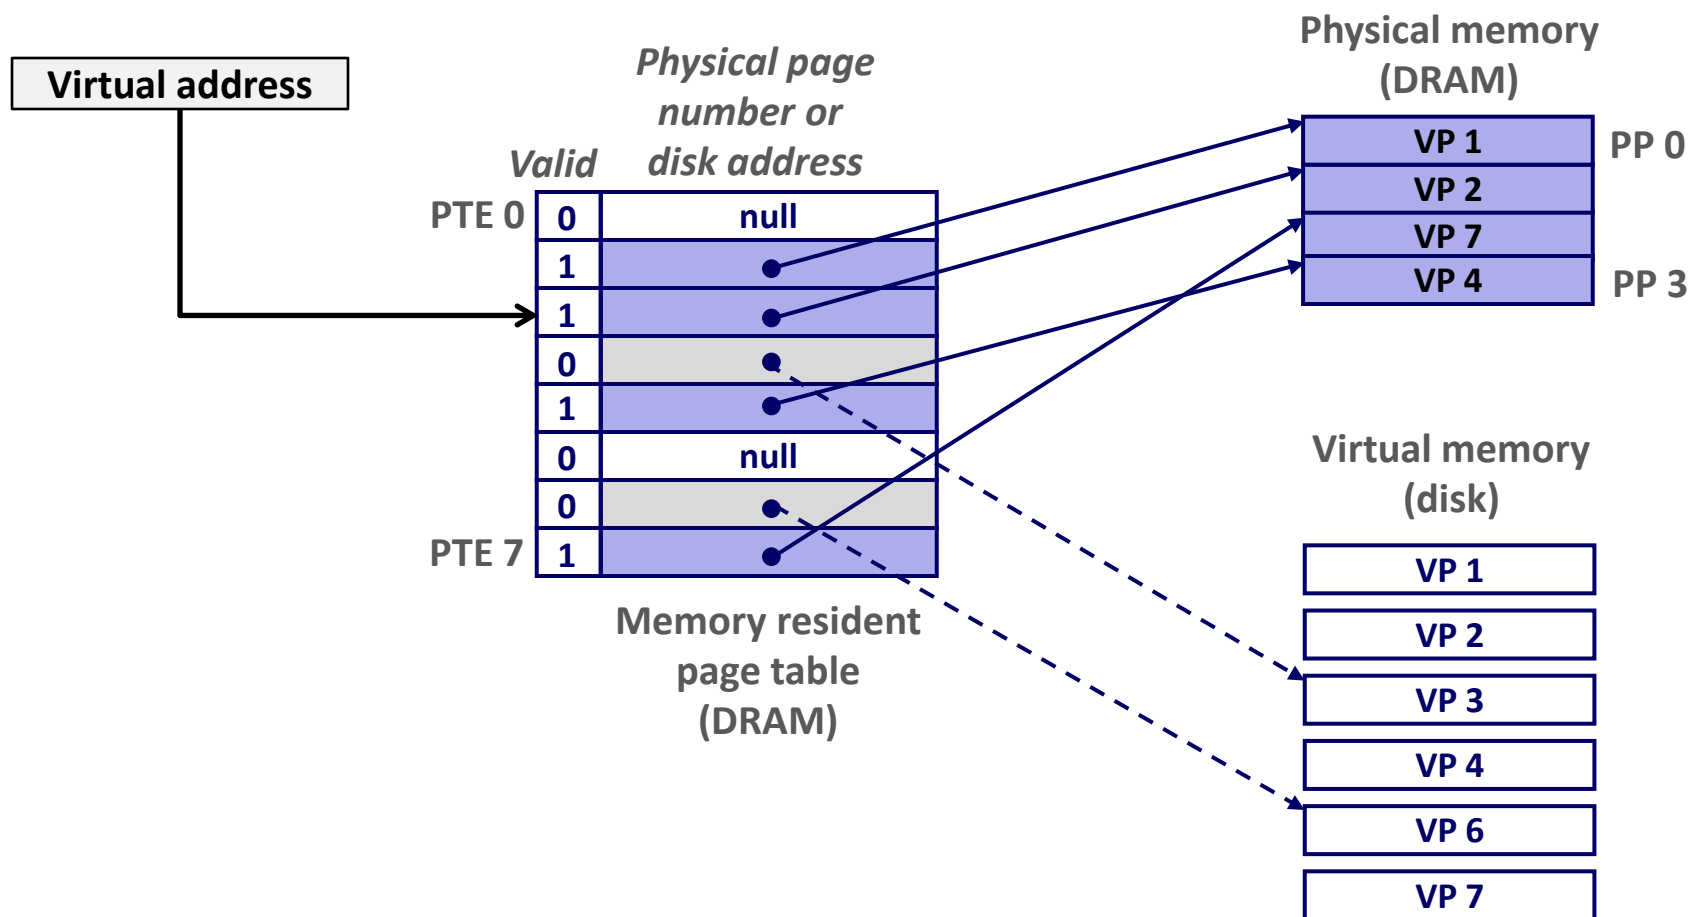 Virtual address
Physical page
number or
disk address
Valid
PTE 0
0
null
1
1
0
1
0
null
0
PTE 7
1
Memory resident
page table
(DRAM)
Physical memory
(DRAM)
VP 1
PP 0
VP 2
VP 7
VP 4
PP 3
Virtual memory
(disk)
VP 1
VP 2
VP 3
VP 4
VP 6
VP 7